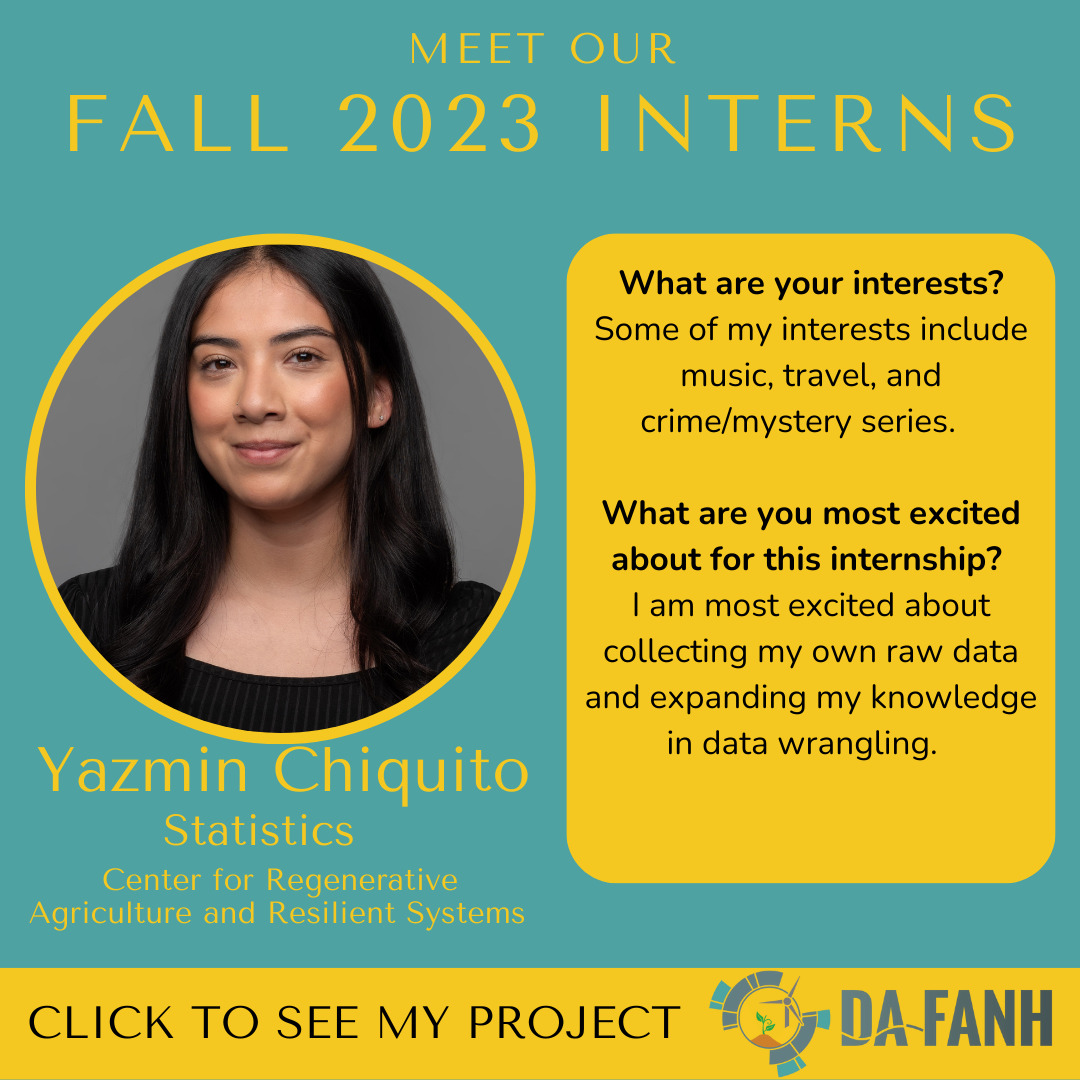 MEET OUR
FALL 2023 INTERNS
What are your interests?
Some of my interests include
music, travel, and
crime/mystery series.
What are you most excited
about for this internship?
I am most excited about
collecting my own raw data
and expanding my knowledge
in data wrangling.
Yazmin Chiquito
Statistics
Center for Regenerative
Agriculture and Resilient Systems
CLICK TO SEE MY PROJECT
DA-FANH